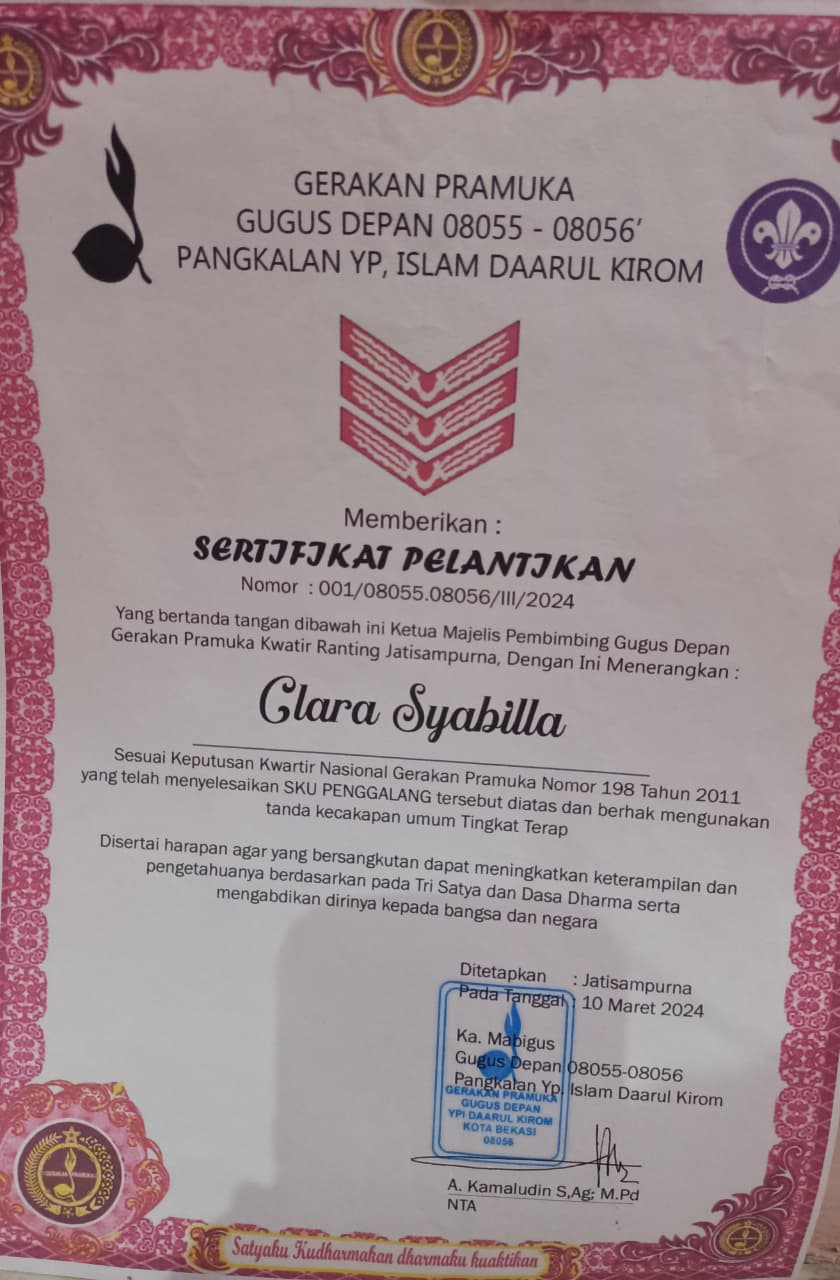 GERAKAN PRAMUKA
GUGUS DEPAN 08055 - 08056'
PANGKALAN YP, ISLAM DAARUL KIROM
Memberikan :
SERTIFIKAT PELANTIKAN
Nomor : 001/08055.08056/III/2024
Yang bertanda tangan dibawah ini Ketua Majelis Pembimbing Gugus Depan
Gerakan Pramuka Kwatir Ranting Jatisampurna, Dengan Ini Menerangkan :
Clara Syabilla
Sesuai Keputusan Kwartir Nasional Gerakan Pramuka Nomor 198 Tahun 2011
yang telah menyelesaikan SKU PENGGALANG tersebut diatas dan berhak mengunakan
tanda kecakapan umum Tingkat Terap
Disertai harapan agar yang bersangkutan dapat meningkatkan keterampilan dan
pengetahuanya berdasarkan pada Tri Satya dan Dasa Dharma serta
mengabdikan dirinya kepada bangsa dan negara
Ditetapkan : Jatisampurna
Pada Tanggal : 10 Maret 2024
Ka. Mabigus
Gugus Depan 08055-08056
Pangkalan Yp. Islam Daarul Kirom
GERAKAN PRAMUKA
GUGUS DEPAN
YPI DAARUL KIROM
KOTA BEKASI
08056
A. Kamaludin S,Ag; M.Pd
NTA
GERAKAN PRAMUKA
Satyaku Kudharmakan dharmaku kuaktikan